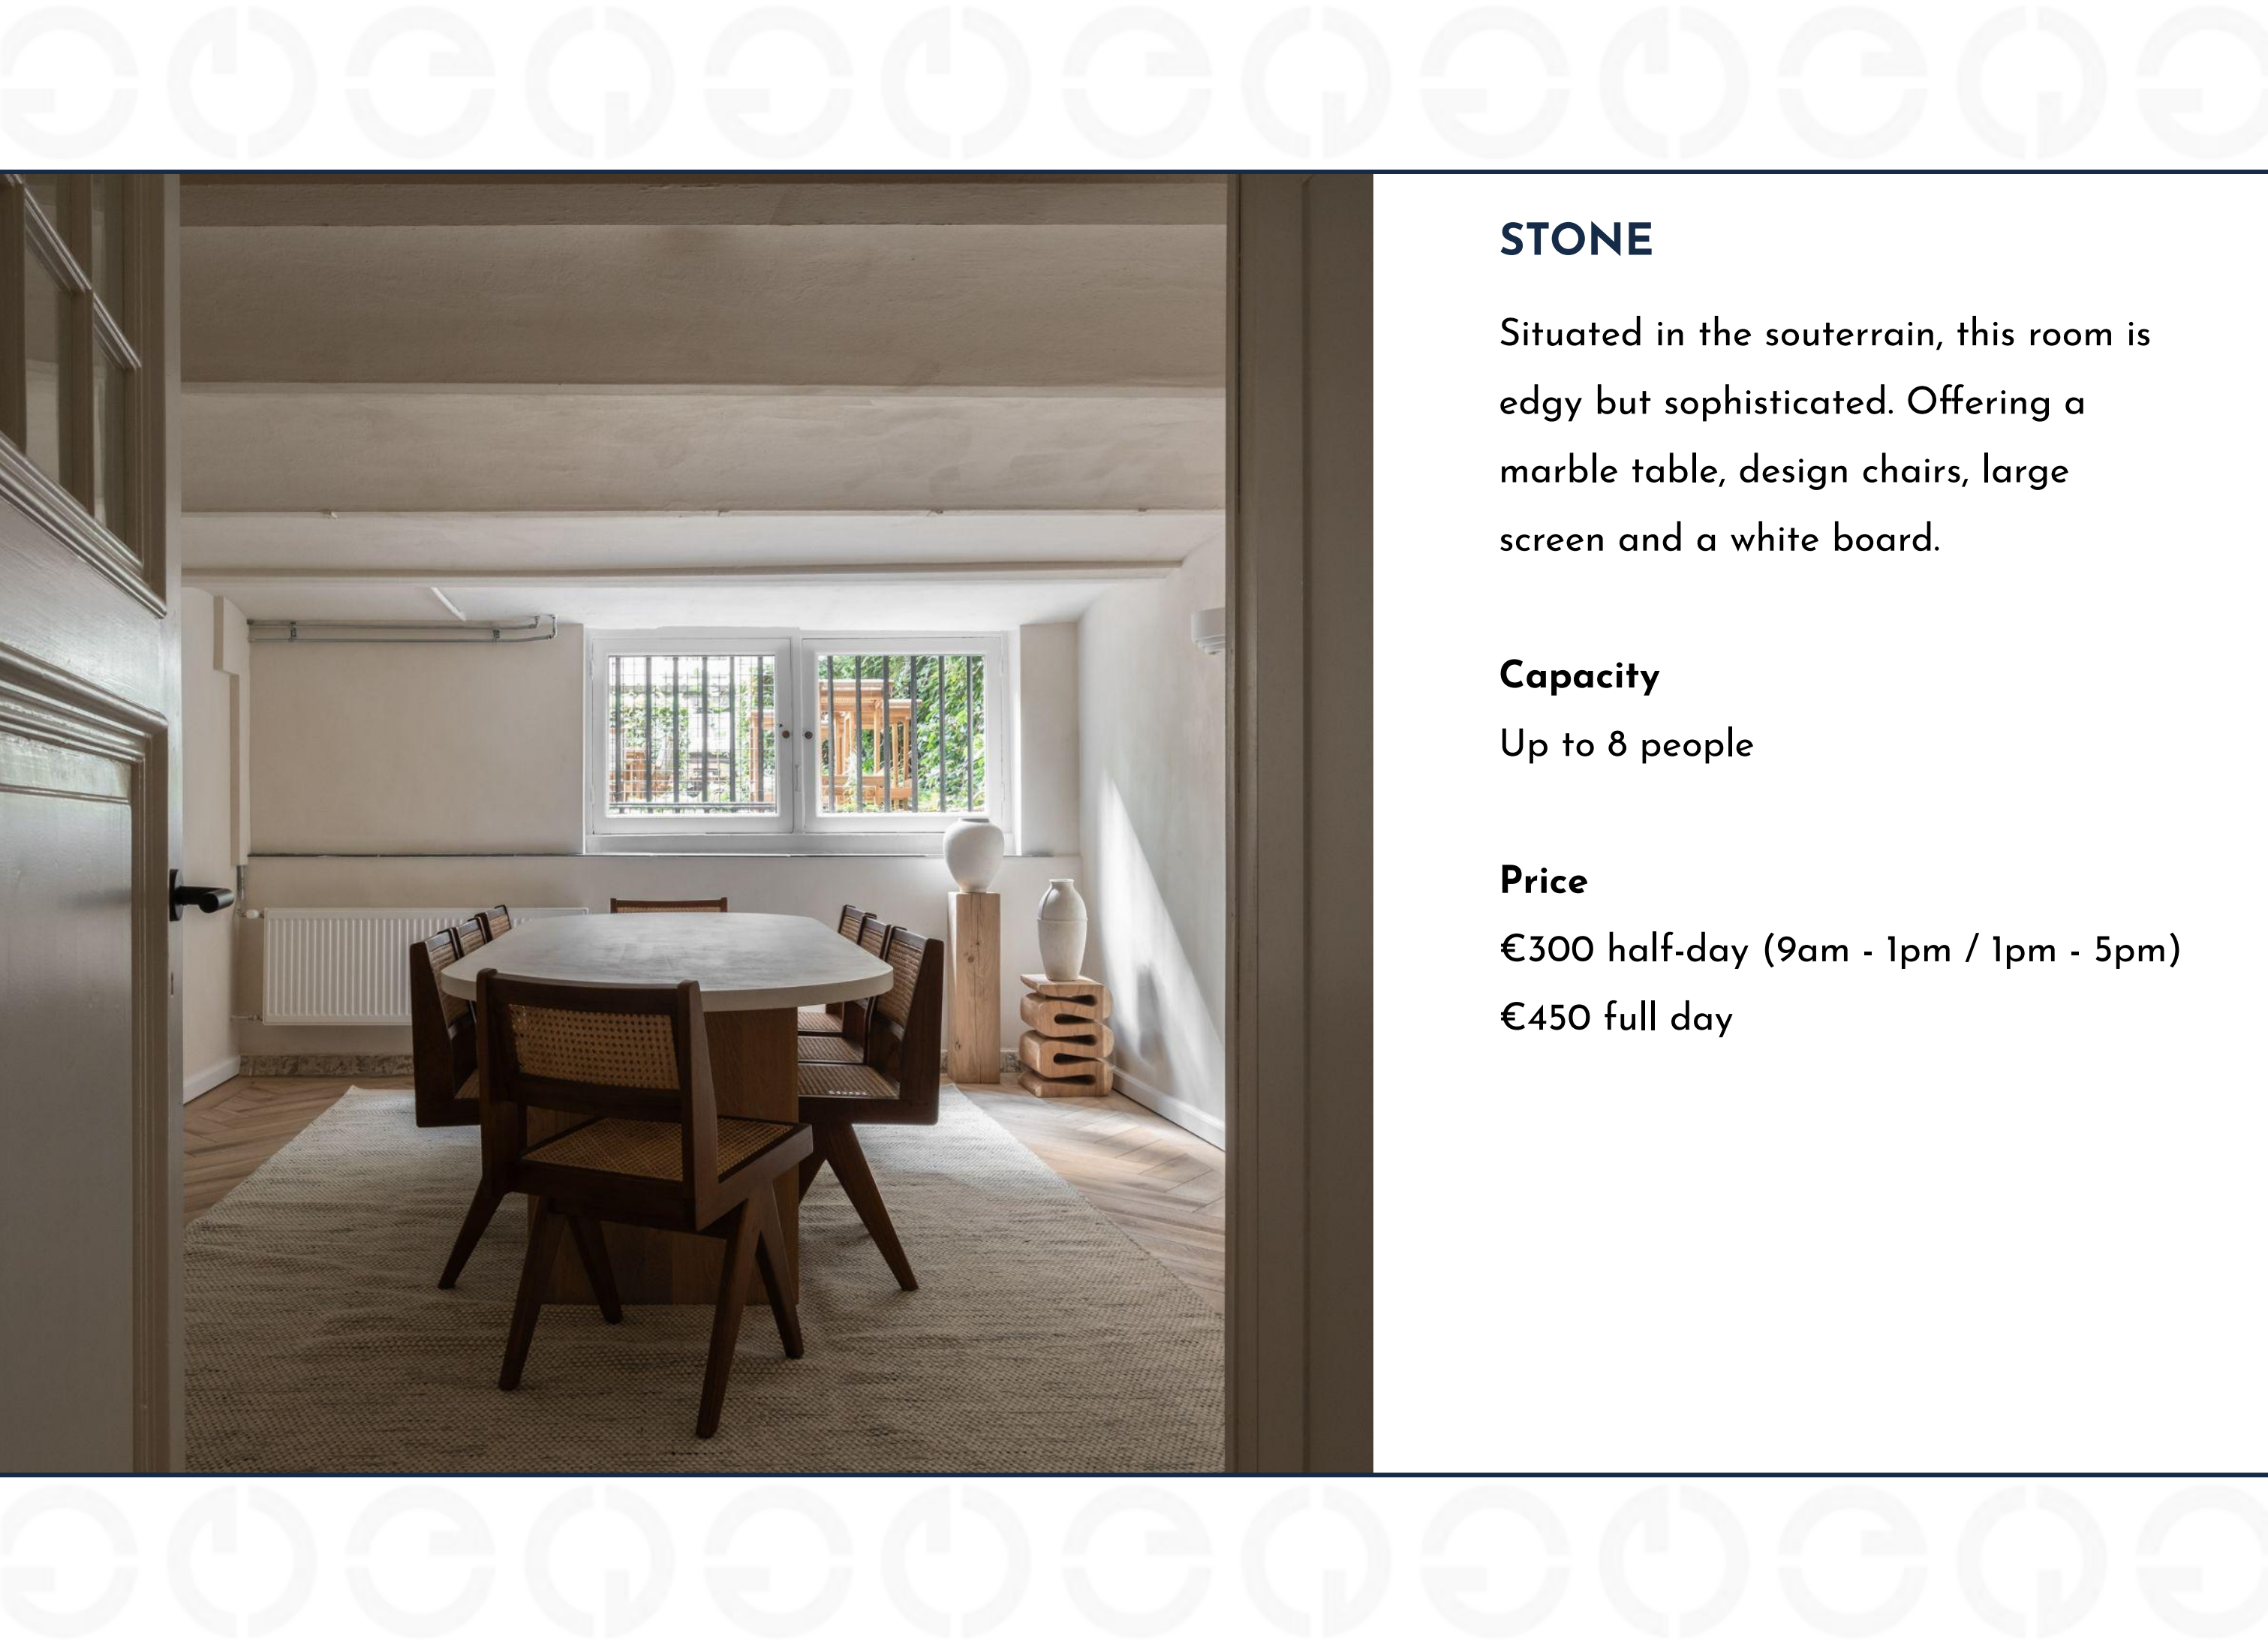 STONE
Situated in the souterrain, this room is
edgy but sophisticated. Offering a
marble table, design chairs, large
screen and a white board.
Capacity
Up to 8 people
Price
€300 half-day (9am - 1pm / 1pm - 5pm)
€450 full day